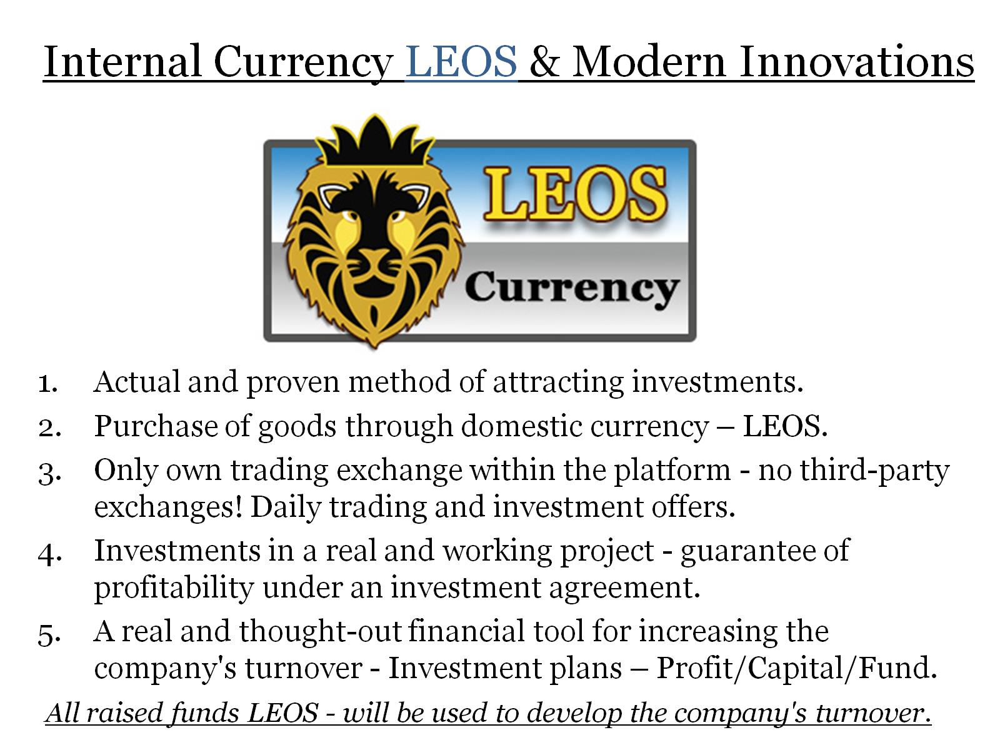 Internal Currency LEOS & Modern Innovations
LEOS
Currency
1. Actual and proven method of attracting investments.
2. Purchase of goods through domestic currency – LEOS.
3. Only own trading exchange within the platform - no third-party
exchanges! Daily trading and investment offers.
4. Investments in a real and working project - guarantee of
profitability under an investment agreement.
5. A real and thought-out financial tool for increasing the
company's turnover - Investment plans – Profit/Capital/Fund.
All raised funds LEOS - will be used to develop the company's turnover.